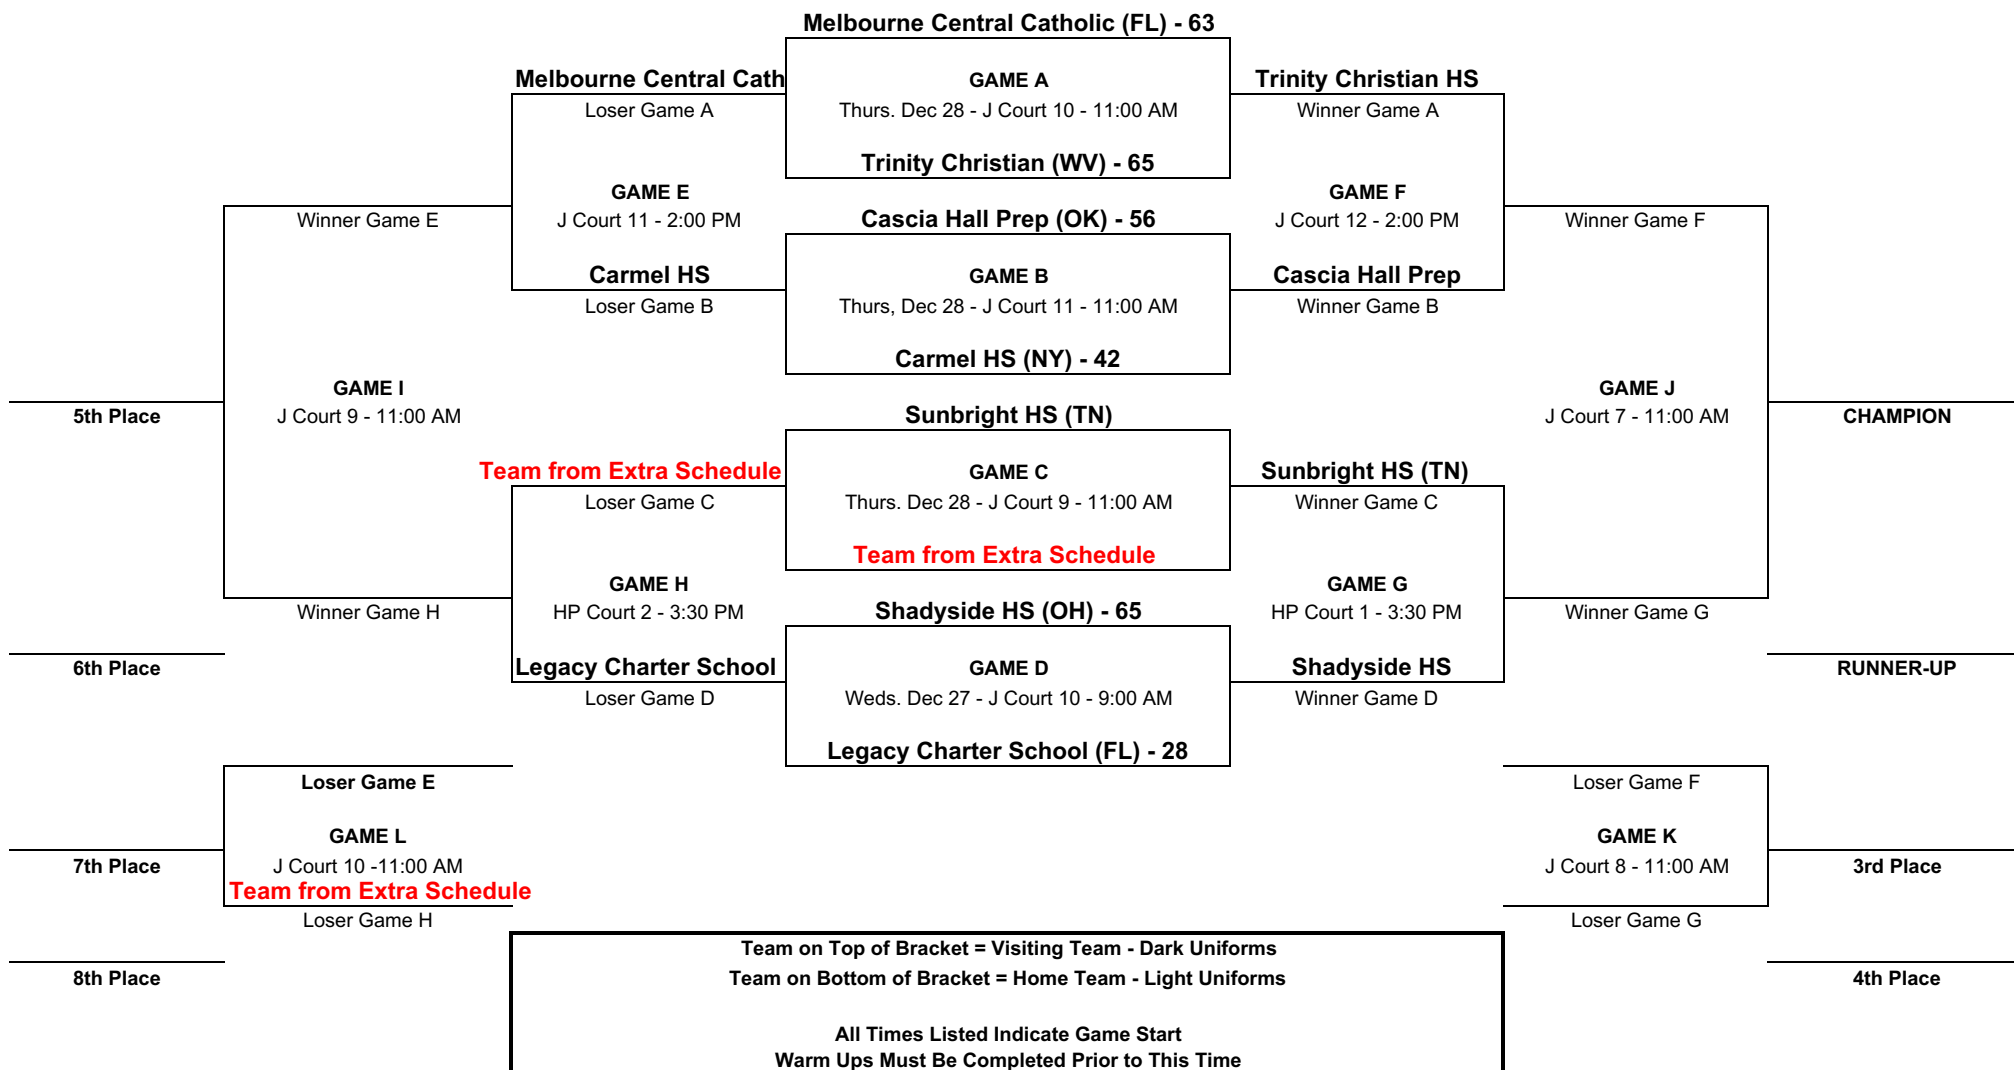 Melbourne Central Catholic (FL) - 63
Melbourne Central Cath
GAME A
Trinity Christian HS
Loser Game A
Thurs. Dec 28 - J Court 10 - 11:00 AM
Winner Game A
Trinity Christian (WV) - 65
GAME E
GAME F
Winner Game E
J Court 11 - 2:00 PM
Cascia Hall Prep (OK) - 56
J Court 12 - 2:00 PM
Winner Game F
Carmel HS
GAME B
Cascia Hall Prep
Loser Game B
Thurs, Dec 28 - J Court 11 - 11:00 AM
Winner Game B
Carmel HS (NY) - 42
GAME I
GAME J
5th Place
J Court 9 - 11:00 AM
Sunbright HS (TN)
J Court 7 - 11:00 AM
CHAMPION
Team from Extra Schedule
GAME C
Sunbright HS (TN)
Loser Game C
Thurs. Dec 28 - J Court 9 - 11:00 AM
Winner Game C
Team from Extra Schedule
GAME H
GAME G
Winner Game H
HP Court 2 - 3:30 PM
Shadyside HS (OH) - 65
HP Court 1 - 3:30 PM
Winner Game G
6th Place
Legacy Charter School
GAME D
Shadyside HS
RUNNER-UP
Loser Game D
Weds. Dec 27 - J Court 10 - 9:00 AM
Winner Game D
Legacy Charter School (FL) - 28
Loser Game E
Loser Game F
GAME L
GAME K
7th Place
J Court 10 -11:00 AM
J Court 8 - 11:00 AM
3rd Place
Team from Extra Schedule
Loser Game H
Loser Game G
Team on Top of Bracket = Visiting Team - Dark Uniforms
8th Place
Team on Bottom of Bracket = Home Team - Light Uniforms
4th Place
All Times Listed Indicate Game Start
Warm Ups Must Be Completed Prior to This Time